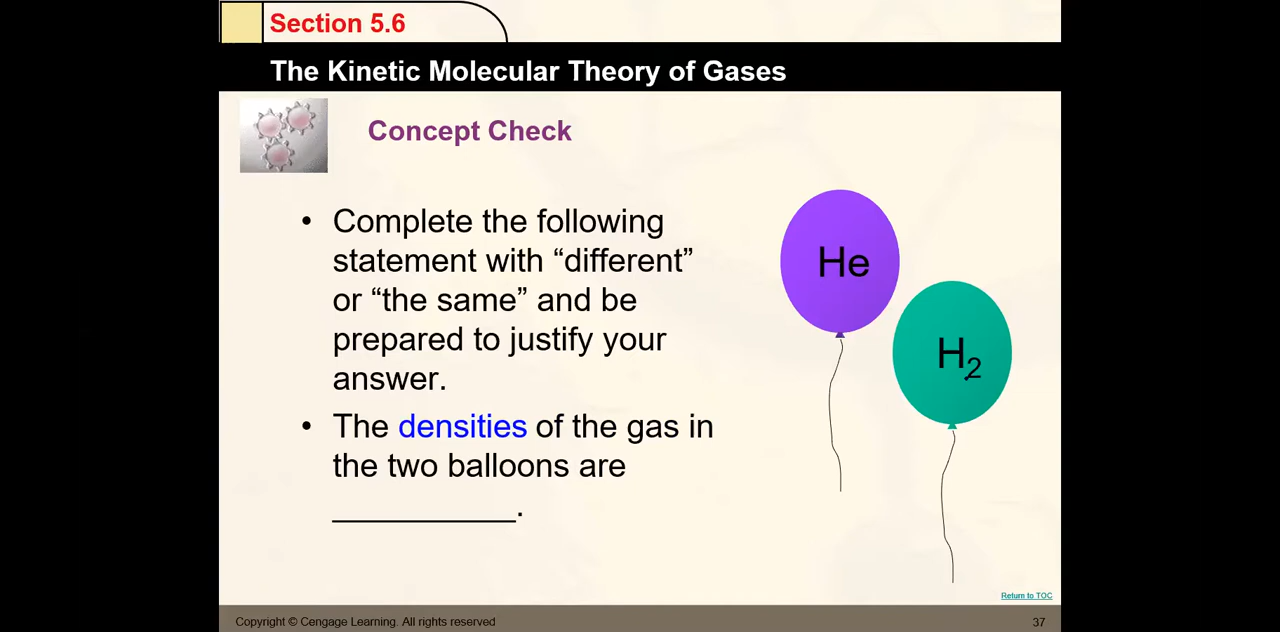 Section 5.6
The Kinetic Molecular Theory of Gases
Concept Check
• Complete the following
statement with “different”
or “the same” and be
prepared to justify your
answer.
• The densities of the gas in
the two balloons are
___________.
He
H₂
Return to TOC
Copyright © Cengage Learning. All rights reserved
37